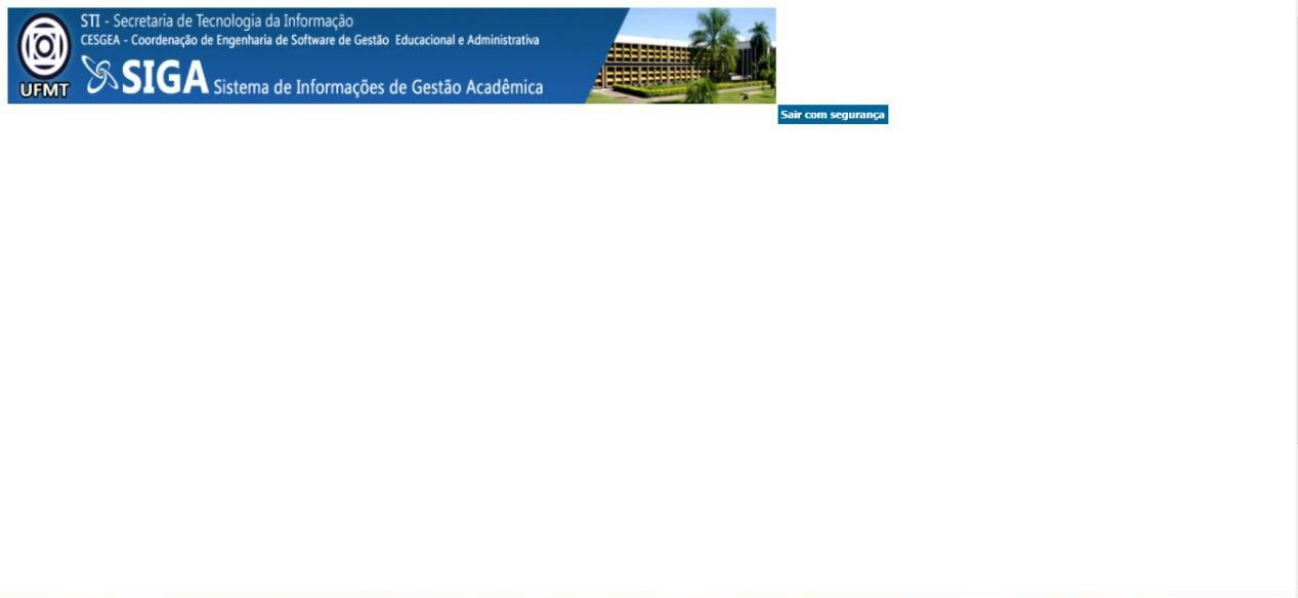 STI - Secretaria de Tecnologia da Informação
CESGEA - Coordenação de Engenharia de Software de Gestão Educacional e Administrativa
UFMT
SIGA Sistema de Informações de Gestão Acadêmica
Sair com segurança